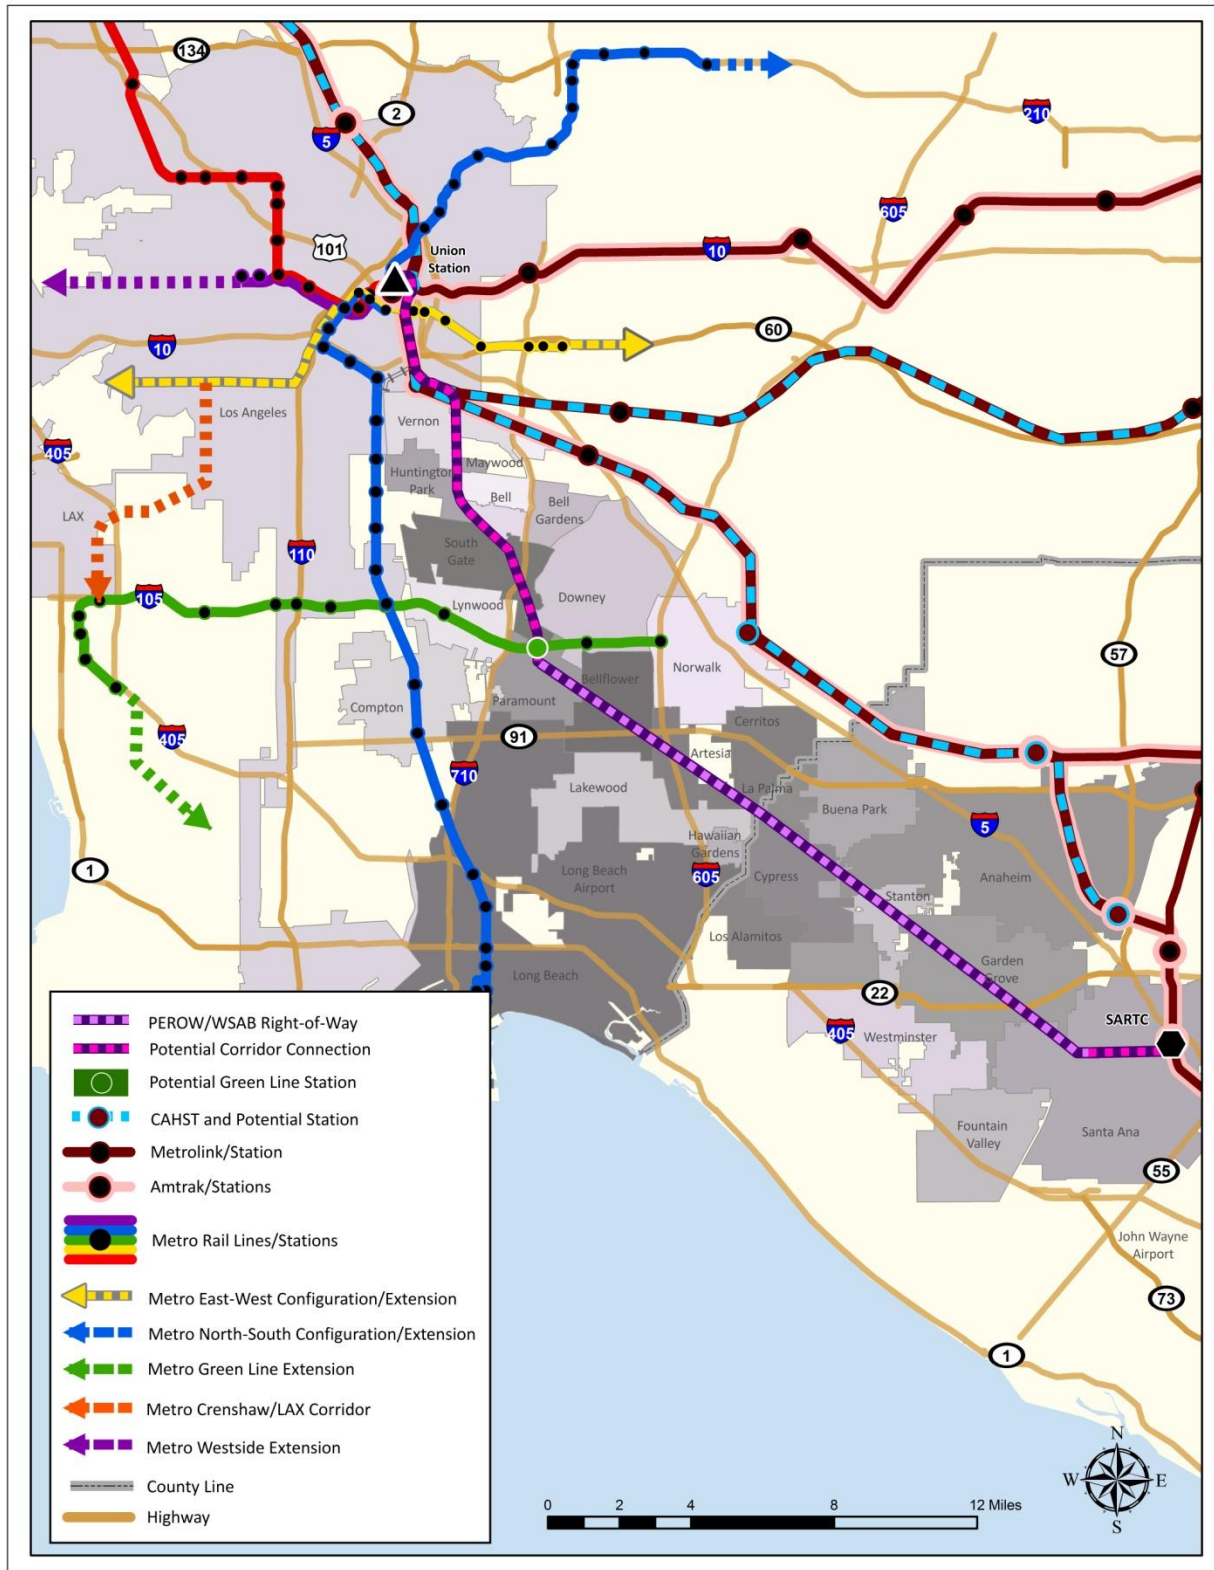 134
2
5
210
605
101
Union
Station
10
60
10
Los Angeles
Vernon
405
Maywood
Huntington
Park
Bell
LAX
Bell
Gardens
South
Gate
110
105
Lynwood
Downey
57
Norwalk
Bellflower
Paramount
Compton
405
91
Cerritos
Artesia
710
Lakewood
La Palma
Buena Park
5
Hawaiian
Gardens
1
Long Beach
Airport
605
Cypress
Anaheim
Stanton
Los Alamitos
Garden
Grove
Long Beach
22
SARTC
405
Westminster
Fountain
Valley
Santa Ana
55
John Wayne
Airport
73
1
PEROW/WSAB Right-of-Way
Potential Corridor Connection
Potential Green Line Station
CAHST and Potential Station
Metrolink/Station
Amtrak/Stations
Metro Rail Lines/Stations
Metro East-West Configuration/Extension
Metro North-South Configuration/Extension
Metro Green Line Extension
Metro Crenshaw/LAX Corridor
Metro Westside Extension
County Line
Highway
0 2 4 8 12 Miles
N
W E
S